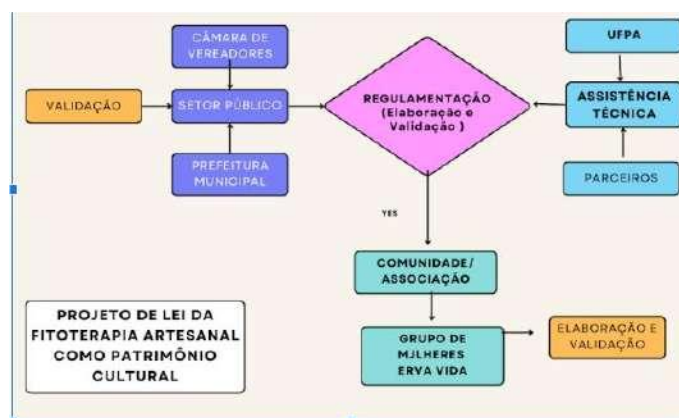 CÂMARA DE
VEREADORES
UFPA
VALIDAÇÃO
SETOR PÚBLICO
REGULAMENTAÇÃO
(Elaboração e
Validação )
ASSISTÊNCIA
TÉCNICA
PREFEITURA
MUNICIPAL
PARCEIROS
YES
COMUNIDADE/
ASSOCIAÇÃO
PROJETO DE LEI DA
FITOTERAPIA ARTESANAL
COMO PATRIMÔNIO
CULTURAL
GRUPO DE
MJLHERES
ERVA VIDA
ELABORAÇÃO E
VALIDAÇÃO